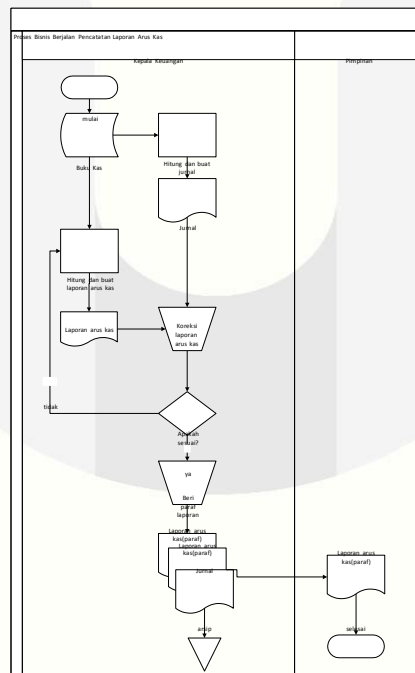 Proses Bisnis Berjalan Pencatatan Laporan Arus Kas
Kepala Keuangan
Pimpinan
mulai
Buku Kas
Hitung dan buat
jurnal
Jurnal
Hitung dan buat
laporan arus kas
Laporan arus kas
Koreksi
laporan
arus kas
tidak
Apakah
sesuai?
ya
Beri
paraf
laporan
Laporan arus
kas(paraf)
Laporan arus
kas(paraf)
Jurnal
Laporan arus
kas(paraf)
arsip
selesai